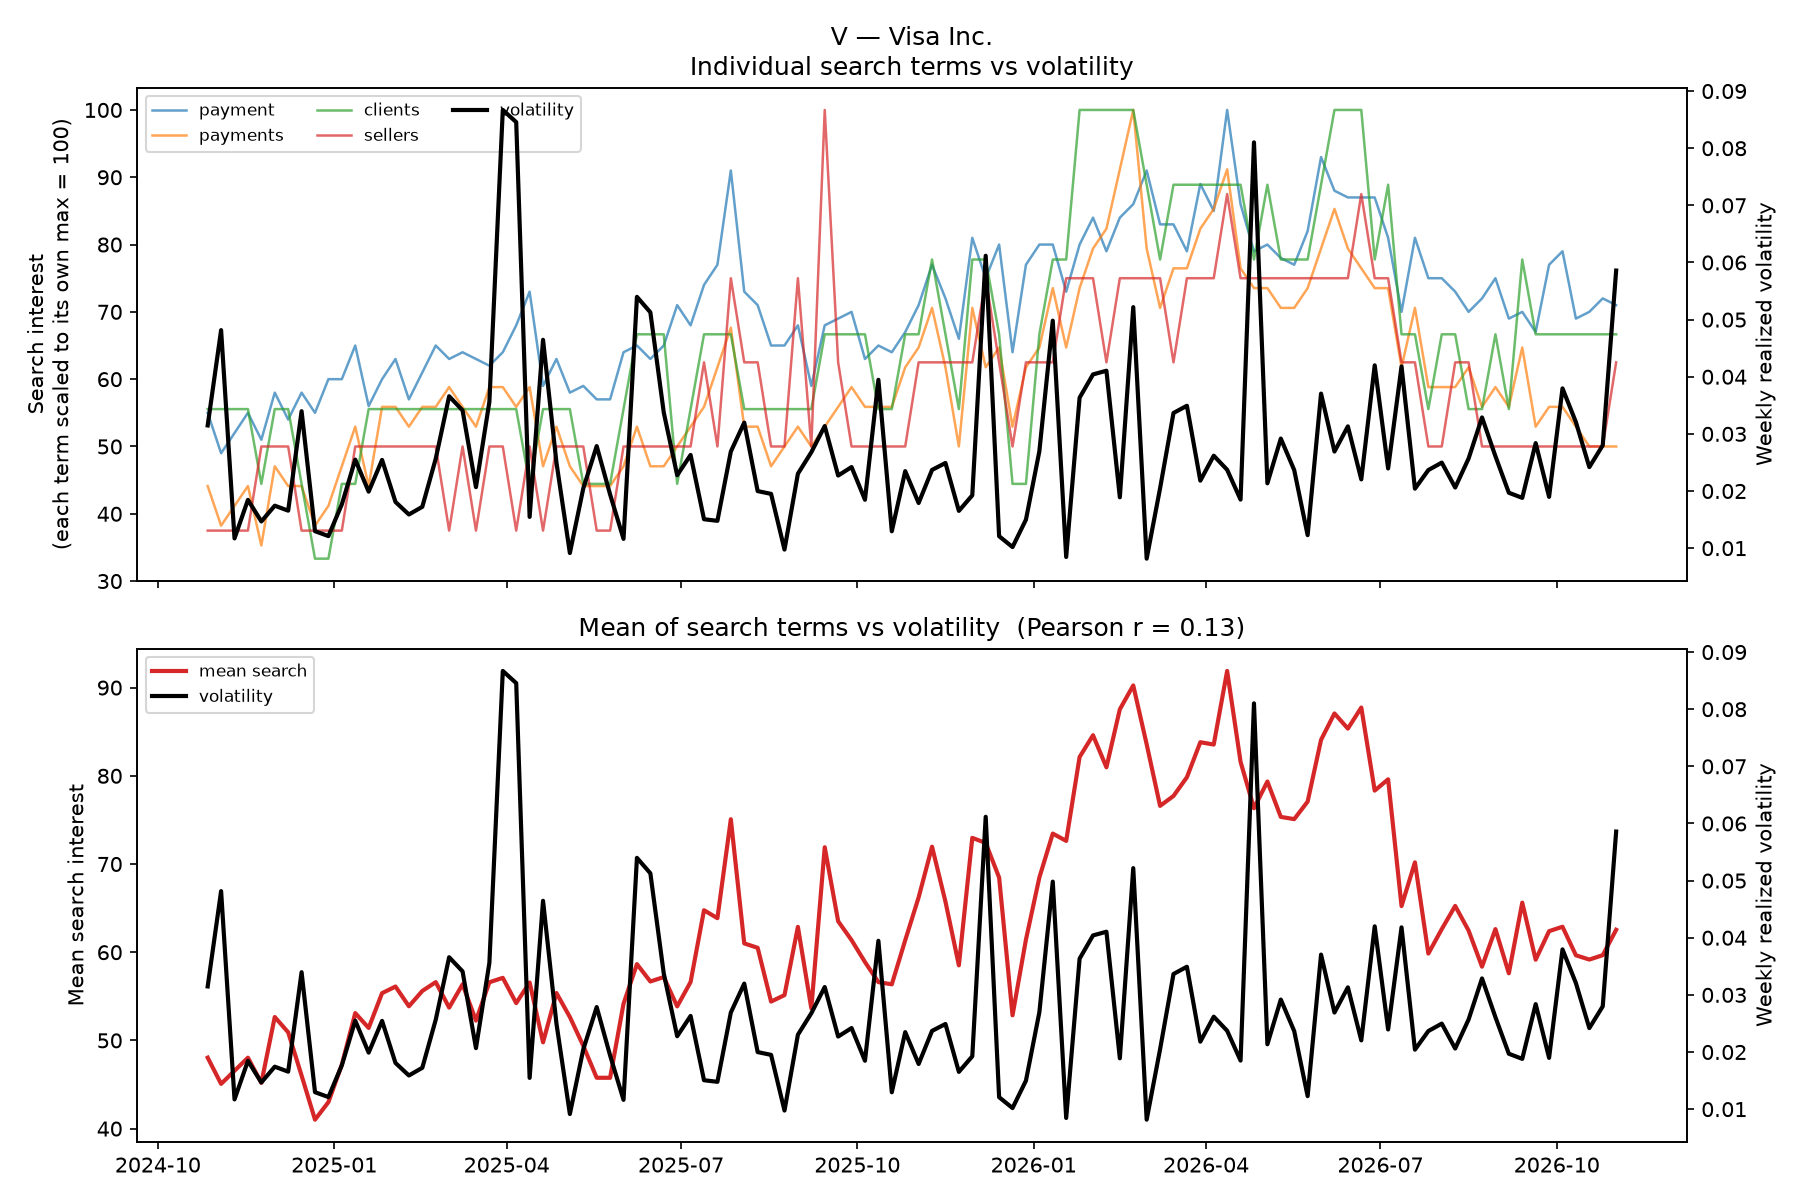 V — Visa Inc.
Individual search terms vs volatility
payment
payments
clients
sellers
volatility
Search interest
(each term scaled to its own max = 100)
100
90
80
70
60
50
40
30
0.09
0.08
0.07
0.06
0.05
0.04
0.03
0.02
0.01
Weekly realized volatility
Mean of search terms vs volatility (Pearson r = 0.13)
mean search
volatility
Mean search interest
90
80
70
60
50
40
0.09
0.08
0.07
0.06
0.05
0.04
0.03
0.02
0.01
Weekly realized volatility
2024-10
2025-01
2025-04
2025-07
2025-10
2026-01
2026-04
2026-07
2026-10